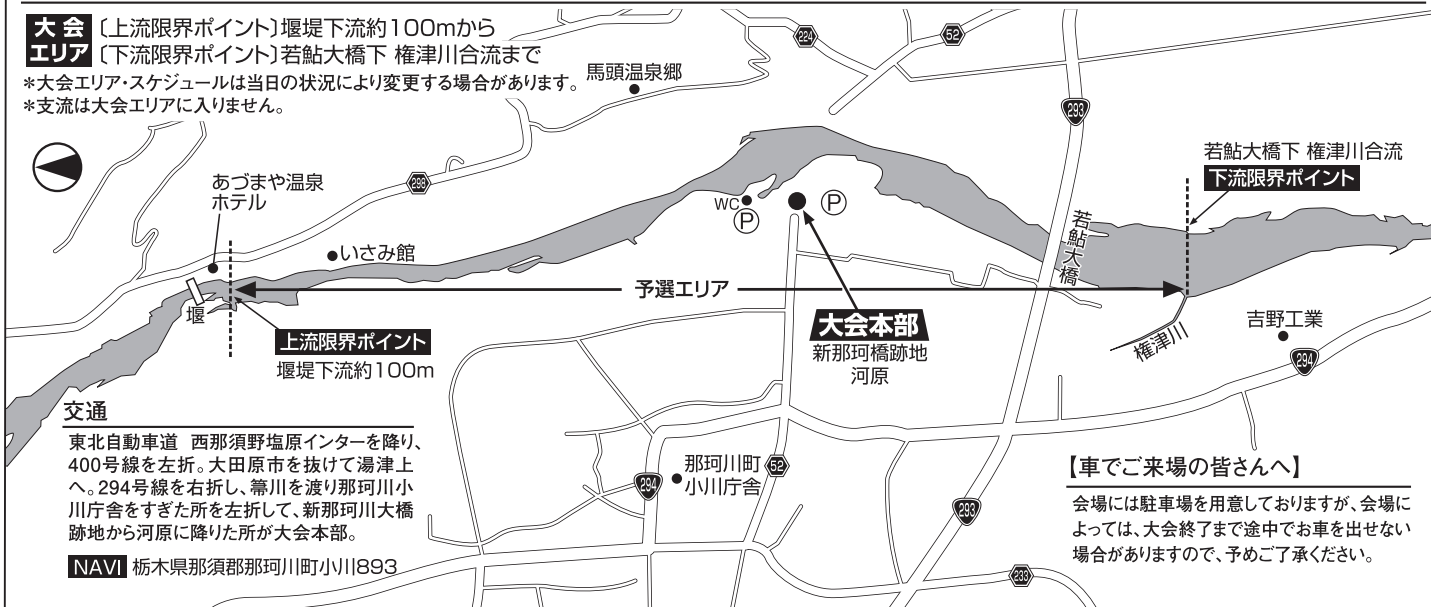 大会エリア
〔上流限界ポイント〕堰堤下流約100mから
〔下流限界ポイント〕若鮎大橋下 権津川合流まで
*大会エリア・スケジュールは当日の状況により変更する場合があります。
*支流は大会エリアに入りません。
馬頭温泉郷
224
52
293
298
あづまや温泉
ホテル
いさみ館
堰
WC
P
P
若鮎大橋
若鮎大橋下 権津川合流
下流限界ポイント
予選エリア
上流限界ポイント
堰堤下流約100m
大会本部
新那珂橋跡地
河原
権津川
吉野工業
294
那珂川町
小川庁舎
52
294
293
233
交通
東北自動車道 西那須野塩原インターを降り、
400号線を左折。大田原市を抜けて湯津上
へ。294号線を右折し、箒川を渡り那珂川小
川庁舎をすぎた所を左折して、新那珂川大橋
跡地から河原に降りた所が大会本部。
NAVI 栃木県那須郡那珂川町小川893
【車でご来場の皆さんへ】
会場には駐車場を用意しておりますが、会場に
よっては、大会終了まで途中でお車を出せない
場合がありますので、予めご了承ください。